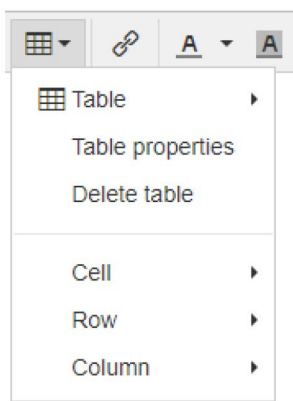 A A
Table
Table properties
Delete table
Cell
Row
Column